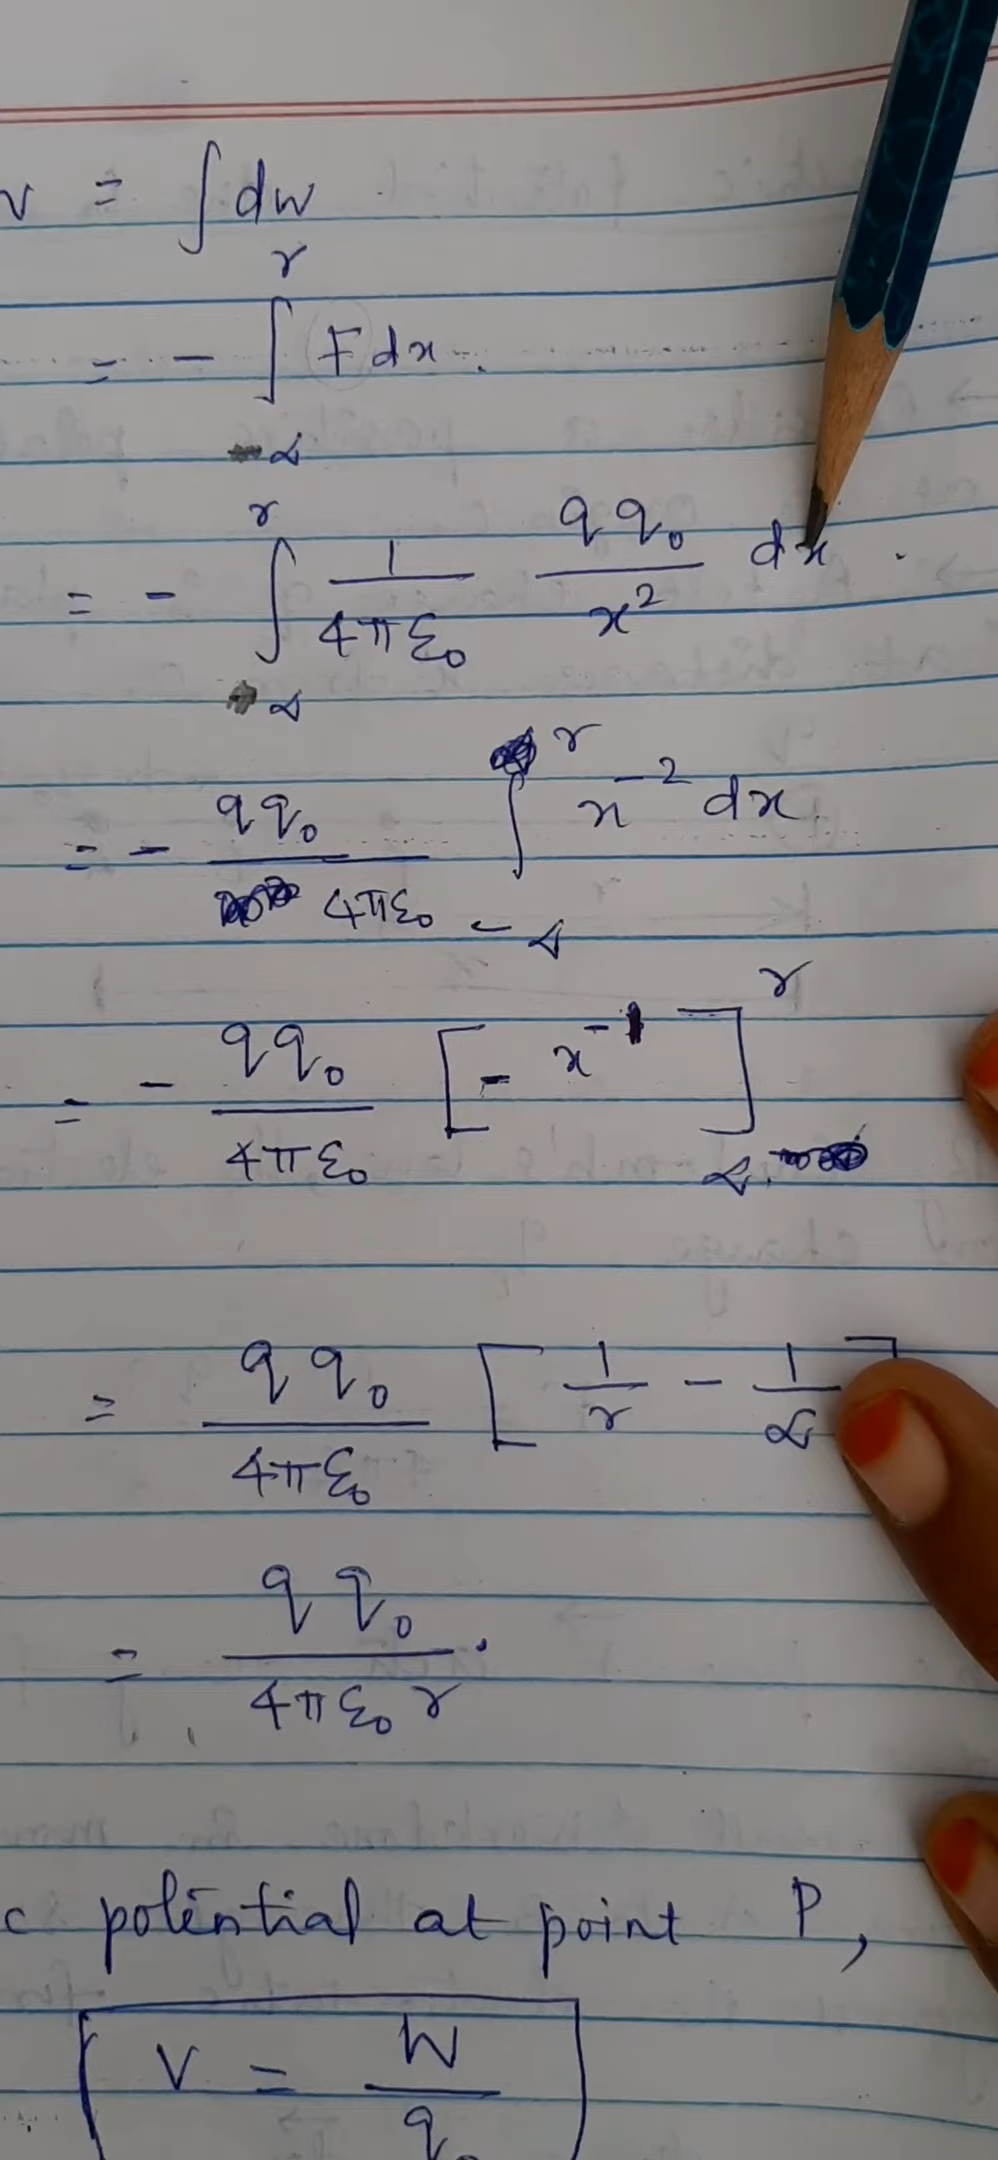 W = ∫ dW
= - ∫_∞^r F dx.
= - ∫_∞^r 1/4πε₀ qq₀/x² dx.
= - qq₀/4πε₀ ∫_-∞^r x⁻² dx
= - qq₀/4πε₀ [- x⁻¹]_∞^r
= qq₀/4πε₀ [1/r - 1/∞]
= qq₀/4πε₀r.
c potential at point P,
V = W/q₀